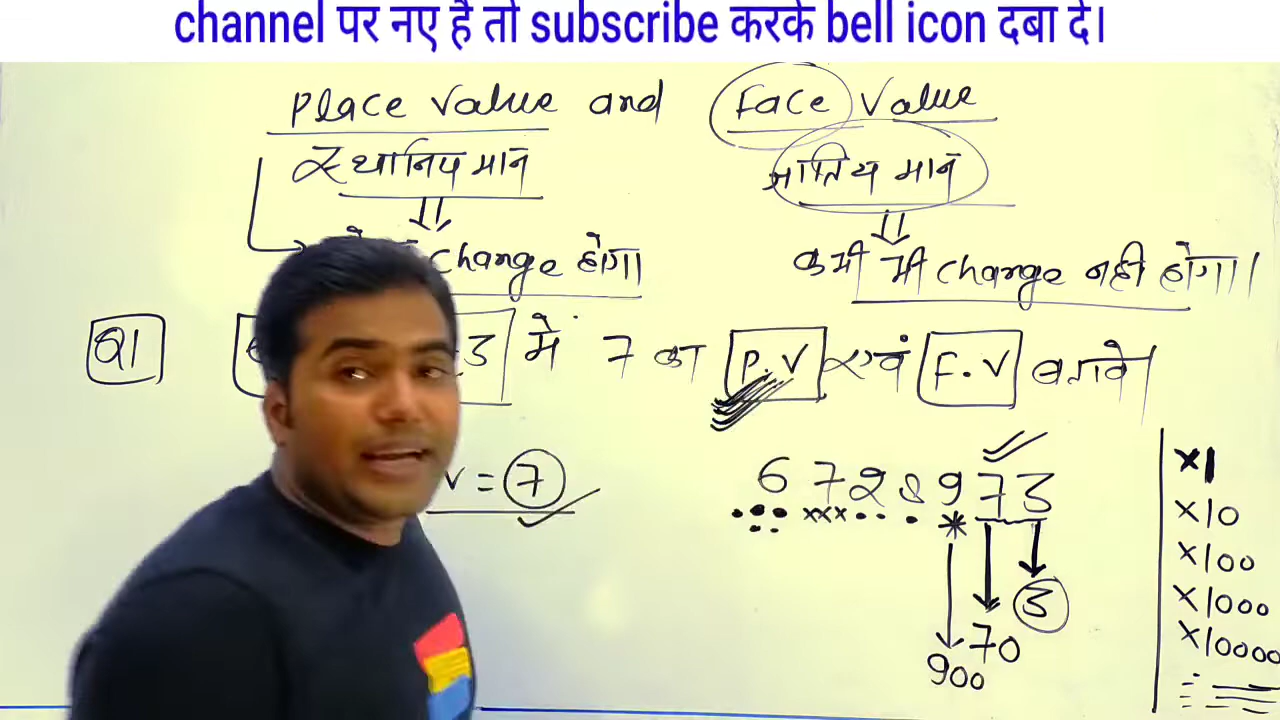 channel पर नए है तो subscribe करके bell icon दबा दे।
Place Value and Face Value
स्थानिय मान
जातिय मान
change होगा
कभी भी change नही होगा।
Q1
3 में 7 का P.V एवं F.V बतावे
V = 7
6 7 2 8 9 7 3
3
70
900
×1
×10
×100
×1000
×10000